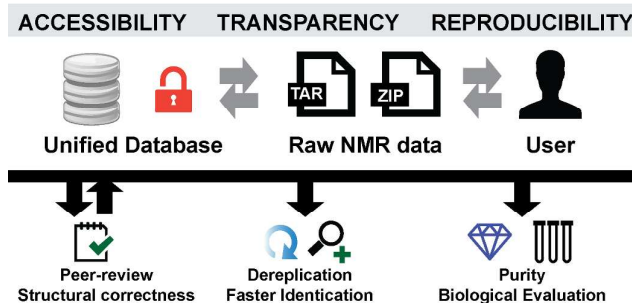 ACCESSIBILITY TRANSPARENCY REPRODUCIBILITY
TAR ZIP
Unified Database Raw NMR data User
Peer-review Dereplication Purity
Structural correctness Faster Identication Biological Evaluation